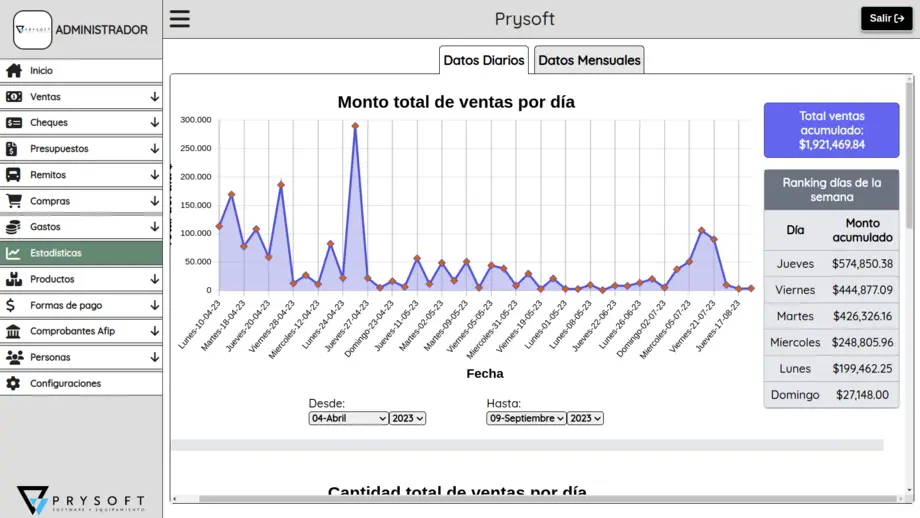 PRYSOFT
ADMINISTRADOR
Prysoft
Salir
Inicio
Ventas
Cheques
Presupuestos
Remitos
Compras
Gastos
Estadísticas
Productos
Formas de pago
Comprobantes Afip
Personas
Configuraciones
PRYSOFT
SOFTWARE + EQUIPAMIENTO
Datos Diarios
Datos Mensuales
Monto total de ventas por día
300.000
250.000
200.000
150.000
100.000
50.000
0
Lunes-10-04-23
Martes-18-04-23
Jueves-20-04-23
Viernes-28-04-23
Miercoles-12-04-23
Lunes-24-04-23
Jueves-27-04-23
Domingo-23-04-23
Jueves-11-05-23
Martes-02-05-23
Martes-09-05-23
Viernes-05-05-23
Miercoles-31-05-23
Viernes-19-05-23
Lunes-01-05-23
Lunes-08-05-23
Jueves-22-06-23
Lunes-26-06-23
Domingo-02-07-23
Miercoles-05-07-23
Viernes-21-07-23
Jueves-17-08-23
Fecha
Desde:
04-Abril
2023
Hasta:
09-Septiembre
2023
Cantidad total de ventas por día
Total ventas
acumulado:
$1,921,469.84
Ranking días de la
semana
Día Monto
acumulado
Jueves $574,850.38
Viernes $444,877.09
Martes $426,326.16
Miercoles $248,805.96
Lunes $199,462.25
Domingo $27,148.00